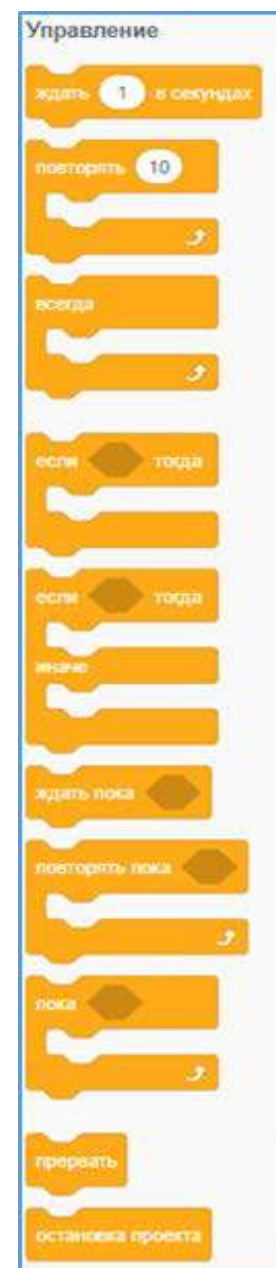 Управление
ждать 1 в секундах
повторять 10
всегда
если тогда
если тогда
иначе
ждать пока
повторять пока
пока
прервать
остановка проекта